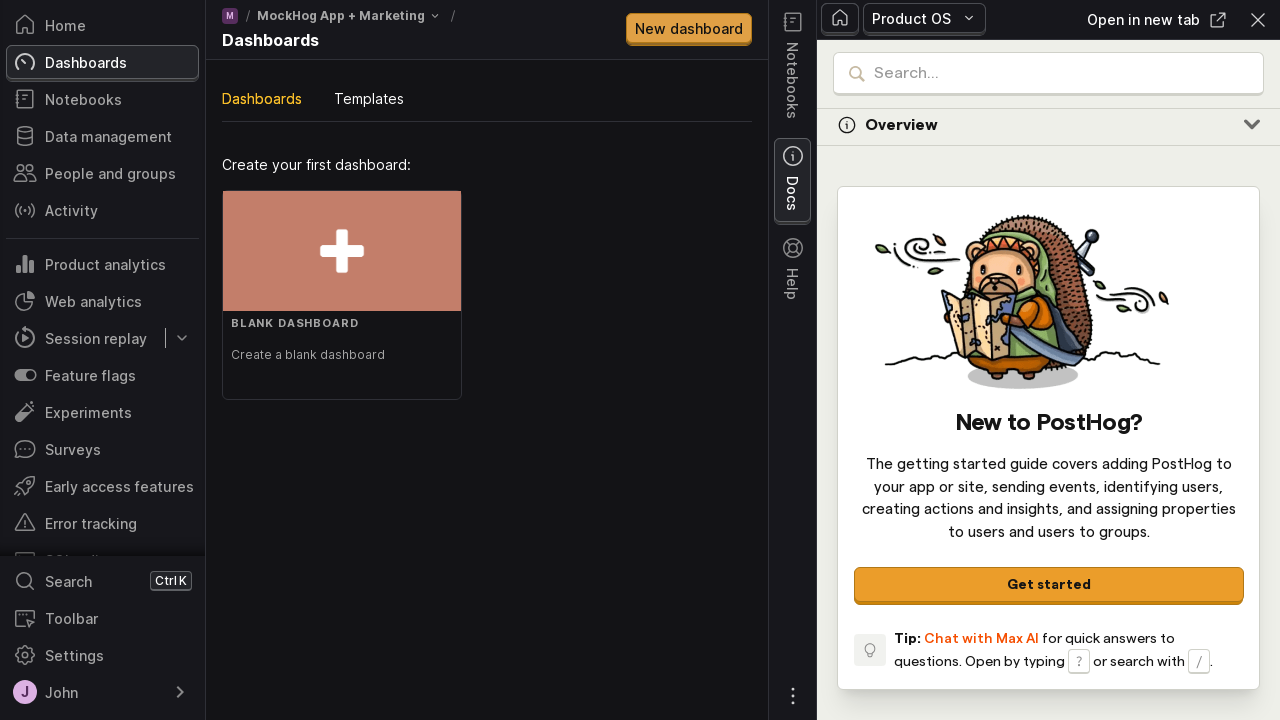 Home
Dashboards
Notebooks
Data management
People and groups
Activity
Product analytics
Web analytics
Session replay
Feature flags
Experiments
Surveys
Early access features
Error tracking
Search Ctrl K
Toolbar
Settings
J John
M / MockHog App + Marketing /
Dashboards
New dashboard
Dashboards Templates
Create your first dashboard:
BLANK DASHBOARD
Create a blank dashboard
Notebooks
Docs
Help
Product OS
Open in new tab
Search...
Overview
New to PostHog?
The getting started guide covers adding PostHog to
your app or site, sending events, identifying users,
creating actions and insights, and assigning properties
to users and users to groups.
Get started
Tip: Chat with Max AI for quick answers to
questions. Open by typing ? or search with / .